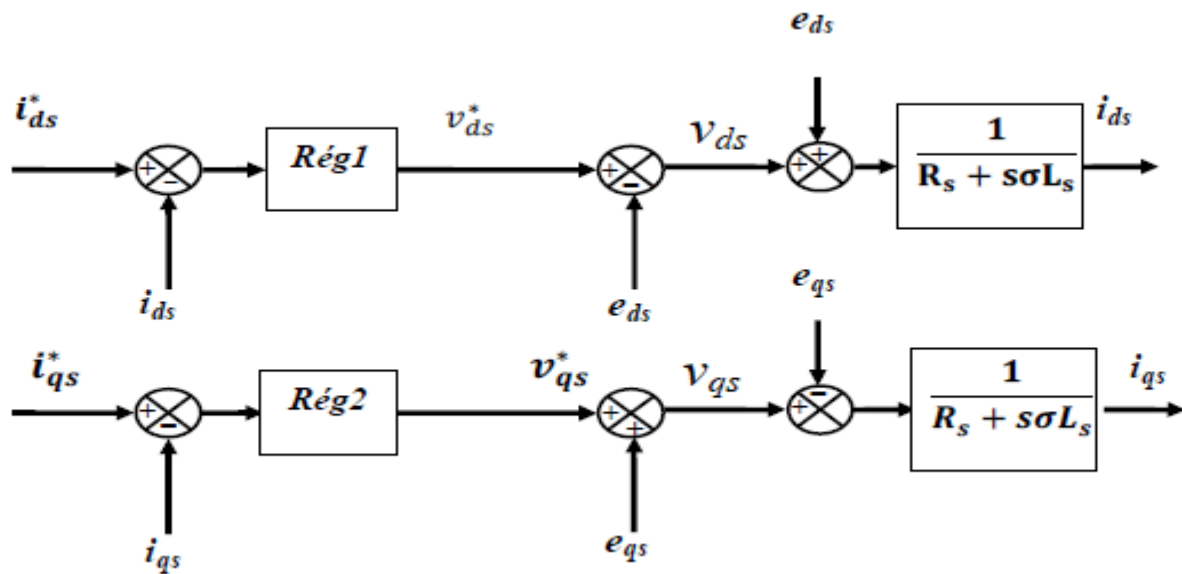 e_ds
i*_ds
Rég1
v*_ds
+
−
+
−
v_ds
+
+
1
R_s + sσL_s
i_ds
i_ds
e_ds
e_qs
i*_qs
Rég2
v*_qs
+
−
+
+
v_qs
+
−
1
R_s + sσL_s
i_qs
i_qs
e_qs